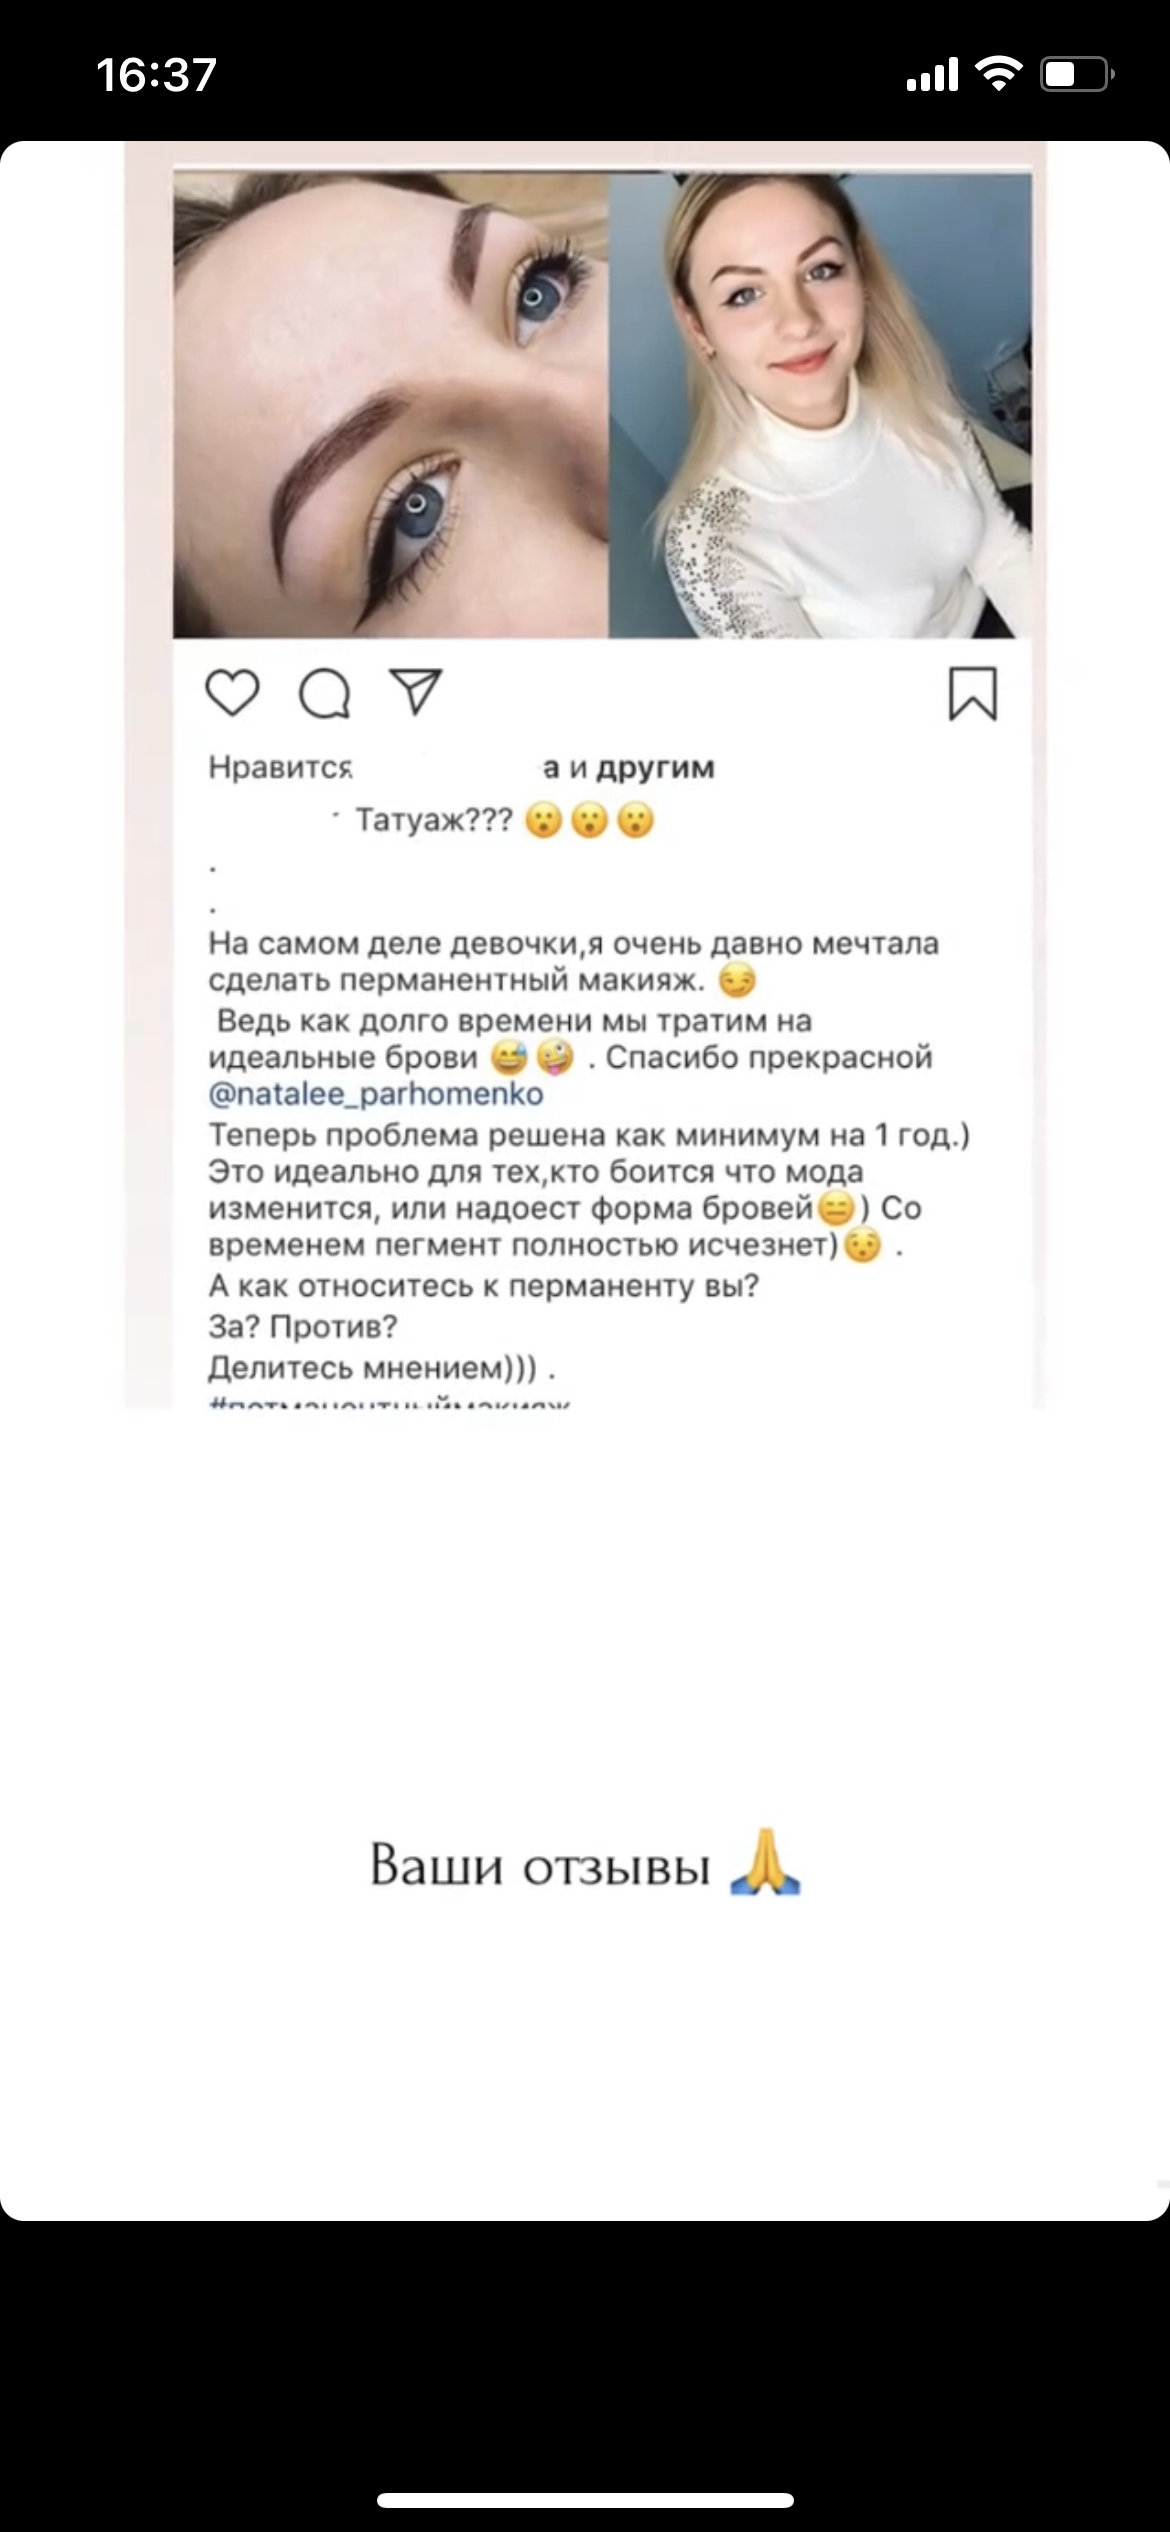 16:37
Нравится а и другим
Татуаж??? 😮😮😮
.
.
На самом деле девочки,я очень давно мечтала
сделать перманентный макияж. 😏
Ведь как долго времени мы тратим на
идеальные брови 😅🤪 . Спасибо прекрасной
@natalee_parhomenko
Теперь проблема решена как минимум на 1 год.)
Это идеально для тех,кто боится что мода
изменится, или надоест форма бровей😑) Со
временем пегмент полностью исчезнет)😯 .
А как относитесь к перманенту вы?
За? Против?
Делитесь мнением))) .
Ваши отзывы 🙏